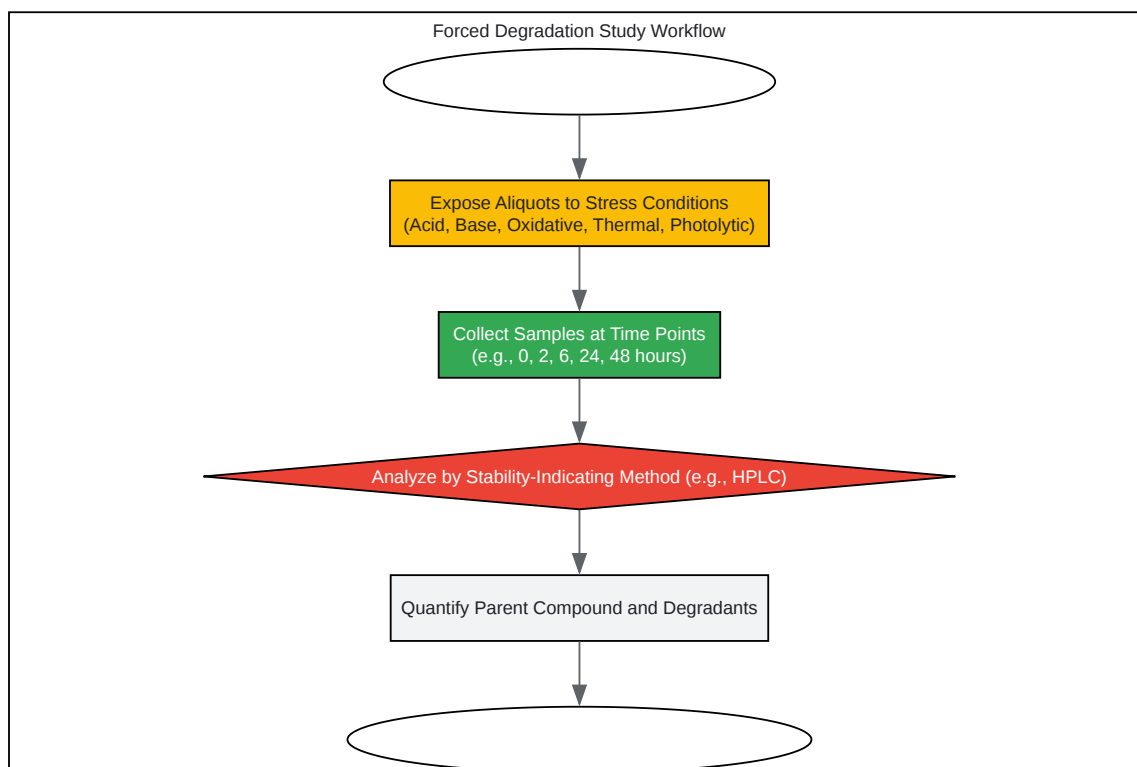 Forced Degradation Study Workflow
Expose Aliquots to Stress Conditions
(Acid, Base, Oxidative, Thermal, Photolytic)
Collect Samples at Time Points
(e.g., 0, 2, 6, 24, 48 hours)
Analyze by Stability-Indicating Method (e.g., HPLC)
Quantify Parent Compound and Degradants